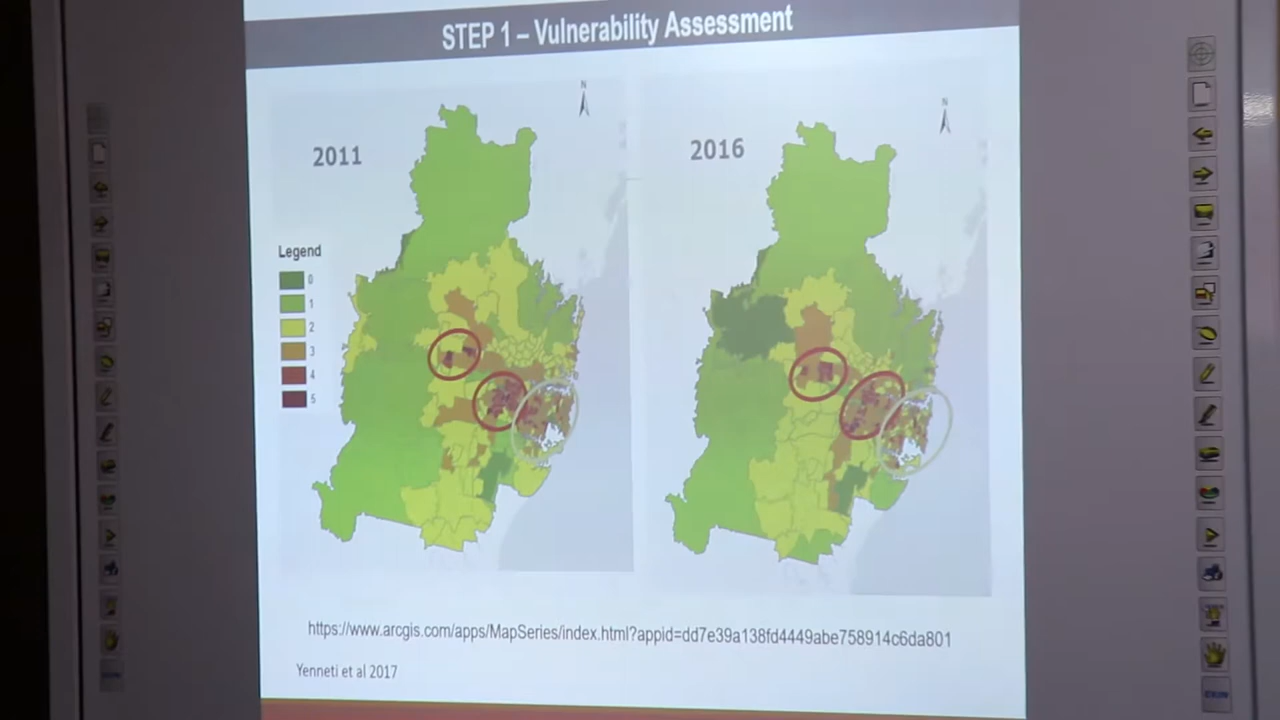 STEP 1 – Vulnerability Assessment
N
N
2011
2016
Legend
0
1
2
3
4
5
https://www.arcgis.com/apps/MapSeries/index.html?appid=dd7e39a138fd4449abe758914c6da801
Yenneti et al 2017